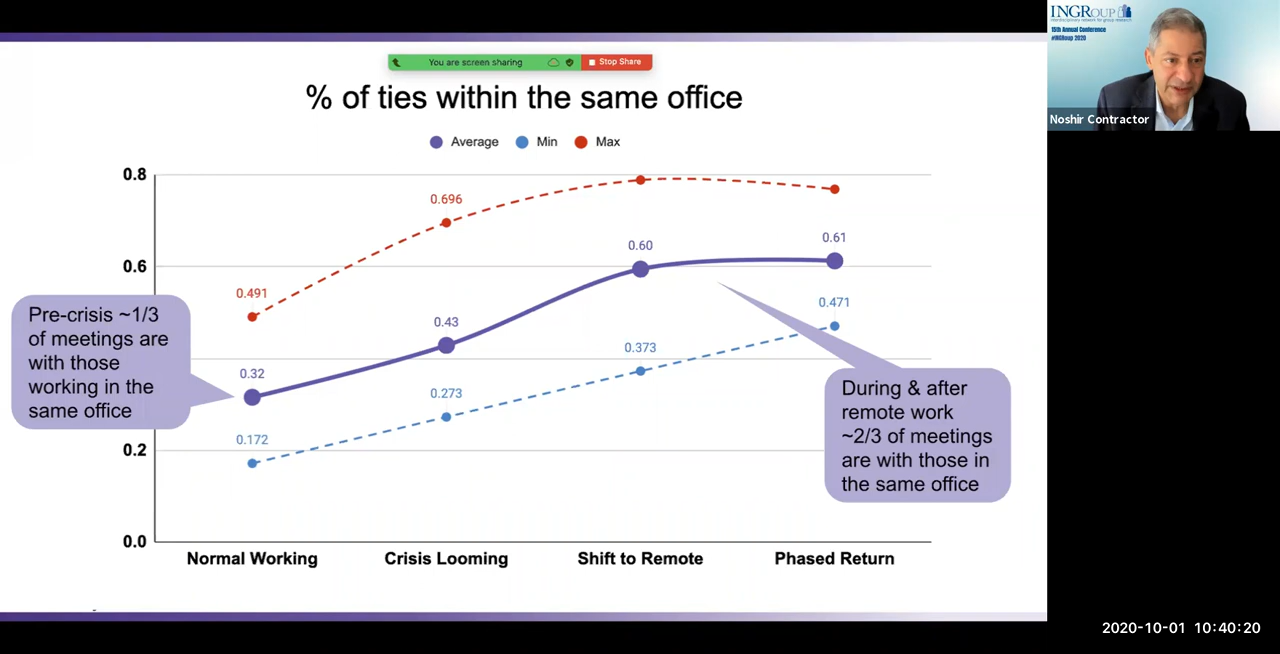 INGROUP
Interdisciplinary network for group research
15th Annual Conference
#INGRoup 2020
Noshir Contractor
You are screen sharing
Stop Share
% of ties within the same office
Average Min Max
0.8
0.6
0.2
0.0
0.491
0.696
0.32
0.43
0.60
0.61
0.172
0.273
0.373
0.471
Pre-crisis ~1/3
of meetings are
with those
working in the
same office
During & after
remote work
~2/3 of meetings
are with those in
the same office
Normal Working Crisis Looming Shift to Remote Phased Return
2020-10-01 10:40:20